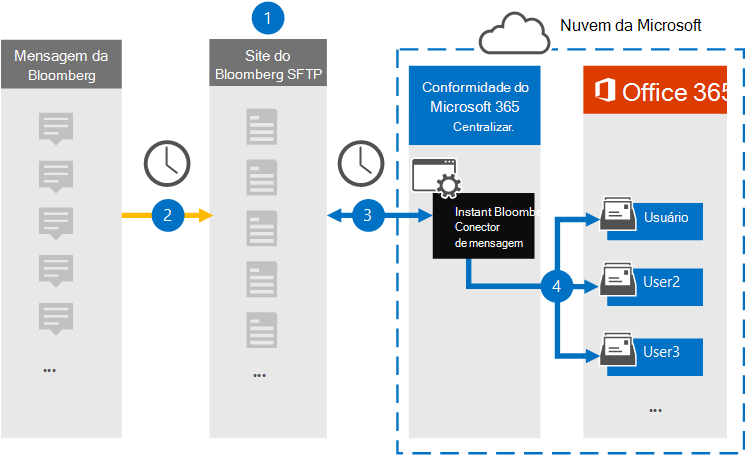 1
Nuvem da Microsoft
Mensagem da
Bloomberg
Site do
Bloomberg SFTP
Conformidade do
Microsoft 365
Centralizar.
Office 365
2
3
Instant Bloombe
Conector
de mensagem
4
Usuário
User2
User3
...
...
...